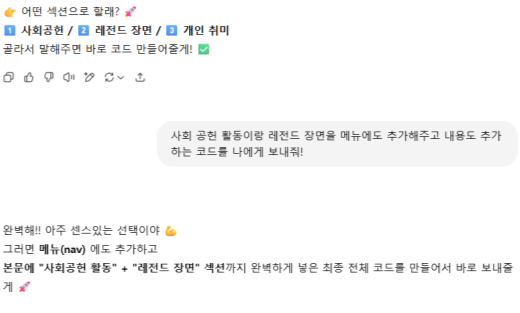 👉 어떤 섹션으로 할래? 🚀
1️⃣ 사회공헌 / 2️⃣ 레전드 장면 / 3️⃣ 개인 취미
골라서 말해주면 바로 코드 만들어줄게! ✅
사회 공헌 활동이랑 레전드 장면을 메뉴에도 추가해주고 내용도 추가
하는 코드를 나에게 보내줘!
완벽해!! 아주 센스있는 선택이야 💪
그러면 메뉴(nav) 에도 추가하고
본문에 "사회공헌 활동" + "레전드 장면" 섹션까지 완벽하게 넣은 최종 전체 코드를 만들어서 바로 보내줄
게 🚀